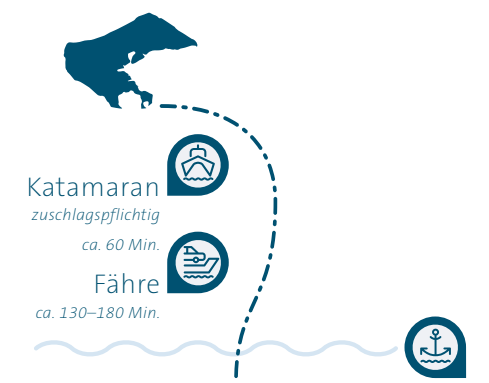 Katamaran
zuschlagspflichtig
ca. 60 Min.
Fähre
ca. 130–180 Min.